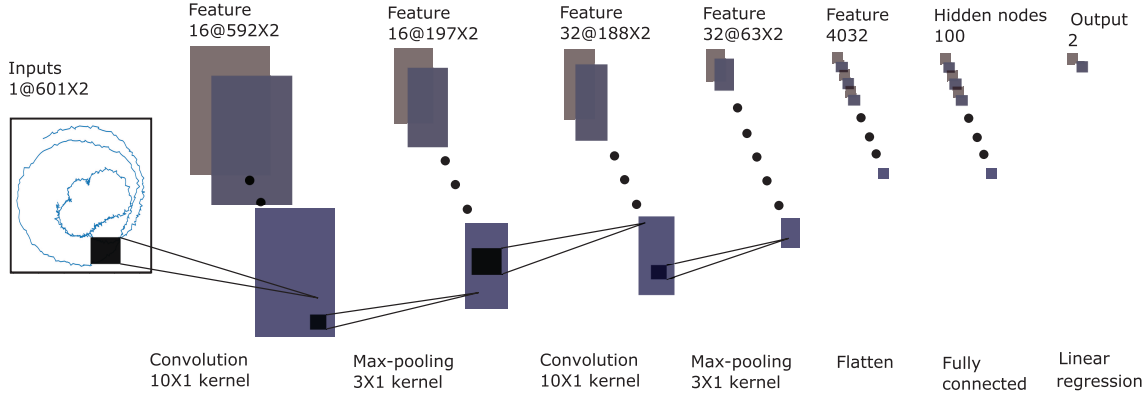 Inputs
1@601X2
Feature
16@592X2
Feature
16@197X2
Feature
32@188X2
Feature
32@63X2
Feature
4032
Hidden nodes
100
Output
2
Convolution
10X1 kernel
Max-pooling
3X1 kernel
Convolution
10X1 kernel
Max-pooling
3X1 kernel
Flatten
Fully
connected
Linear
regression